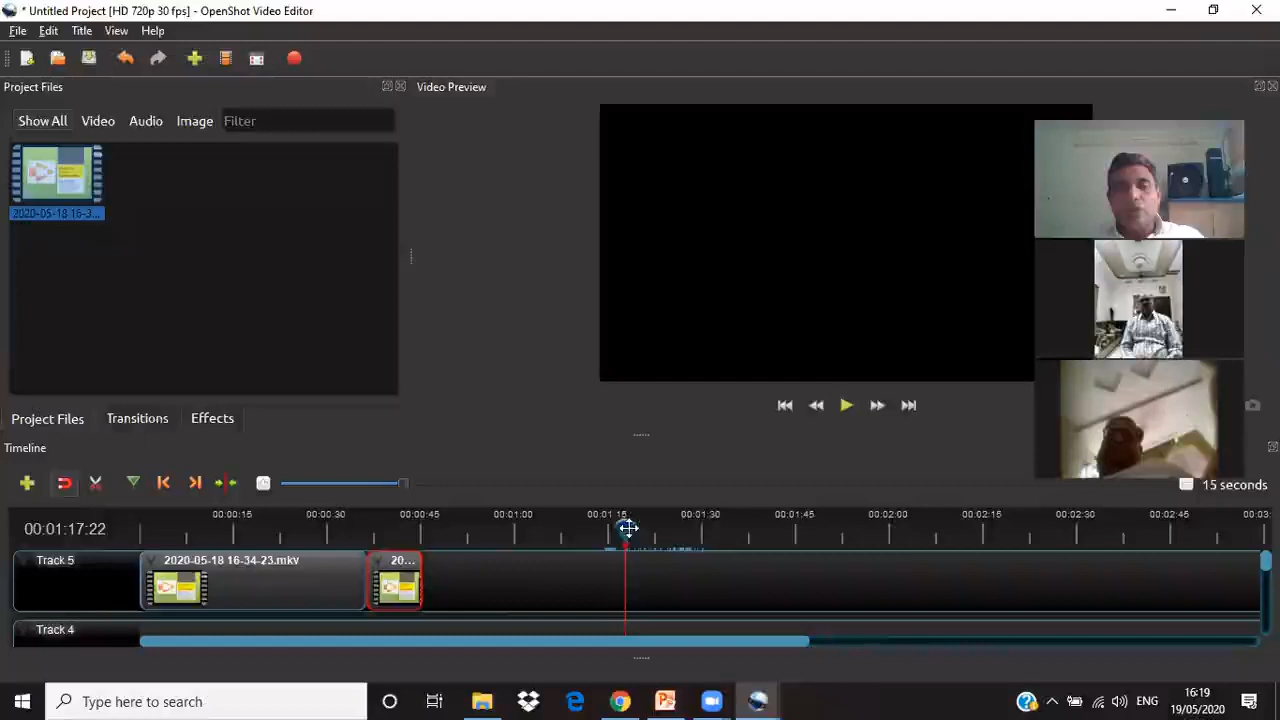 * Untitled Project [HD 720p 30 fps] - OpenShot Video Editor
File Edit Title View Help
Project Files
Video Preview
Show All Video Audio Image Filter
2020-05-18 16-3...
Project Files Transitions Effects
Timeline
15 seconds
00:01:17:22
00:00:15 00:00:30 00:00:45 00:01:00 00:01:15 00:01:30 00:01:45 00:02:00 00:02:15 00:02:30 00:02:45 00:03:
Track 5
2020-05-18 16-34-23.mkv
20...
Track 4
Type here to search
ENG
16:19
19/05/2020